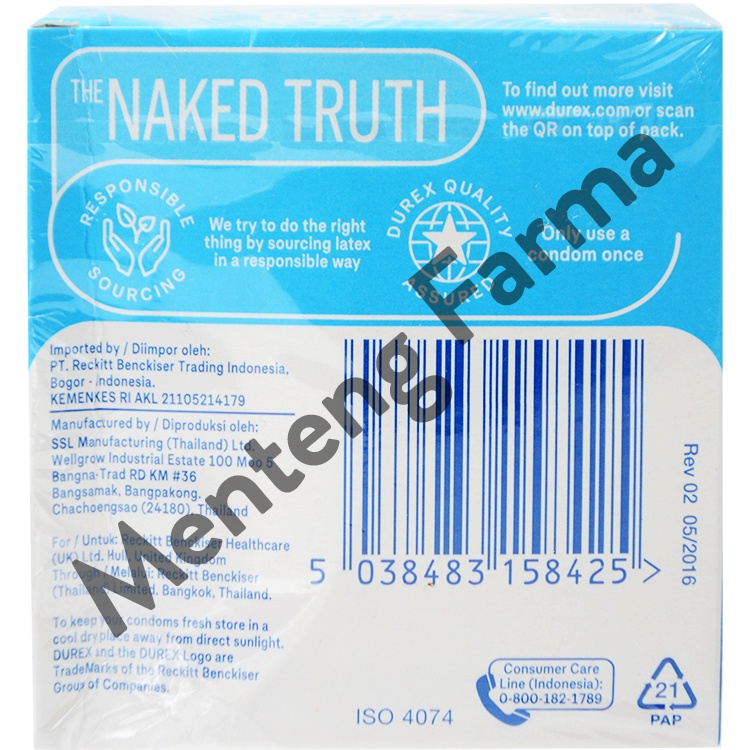 THE NAKED TRUTH
To find out more visit
www.durex.com or scan
the QR on top of pack.
RESPONSIBLE
SOURCING
We try to do the right
thing by sourcing latex
in a responsible way
DUREX QUALITY
ASSURED
Only use a
condom once
Imported by / Diimpor oleh:
PT. Reckitt Benckiser Trading Indonesia,
Bogor - Indonesia.
KEMENKES RI AKL 21105214179
Manufactured by / Diproduksi oleh:
SSL Manufacturing (Thailand) Ltd.
Wellgrow Industrial Estate 100 Moo 5
Bangna-Trad RD KM #36
Bangsamak, Bangpakong.
Chachoengsao (24180), Thailand
For / Untuk: Reckitt Benckiser Healthcare
(UK) Ltd. Hull, United Kingdom
Through / Melalui: Reckitt Benckiser
(Thailand) Limited. Bangkok, Thailand.
To keep your condoms fresh store in a
cool dry place away from direct sunlight.
DUREX and the DUREX Logo are
TradeMarks of the Reckitt Benckiser
Group of Companies.
5 038483 158425 >
Rev 02 05/2016
ISO 4074
Consumer Care
Line (Indonesia):
0-800-182-1789
21
PAP
Menteng Farma